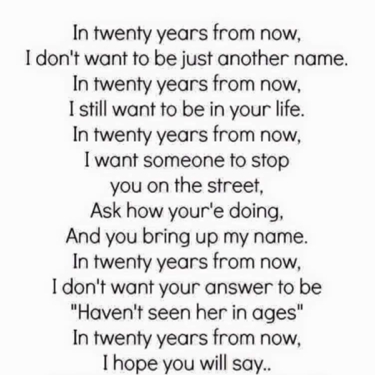 In twenty years from now,
I don't want to be just another name.
In twenty years from now,
I still want to be in your life.
In twenty years from now,
I want someone to stop
you on the street,
Ask how your'e doing,
And you bring up my name.
In twenty years from now,
I don't want your answer to be
"Haven't seen her in ages"
In twenty years from now,
I hope you will say..